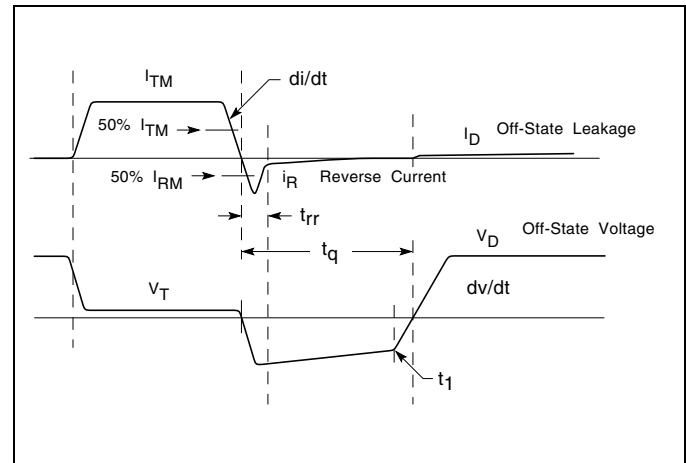 ITM
di/dt
50% ITM
ID Off-State Leakage
50% IRM
iR Reverse Current
trr
tq
VD Off-State Voltage
VT
dv/dt
t1